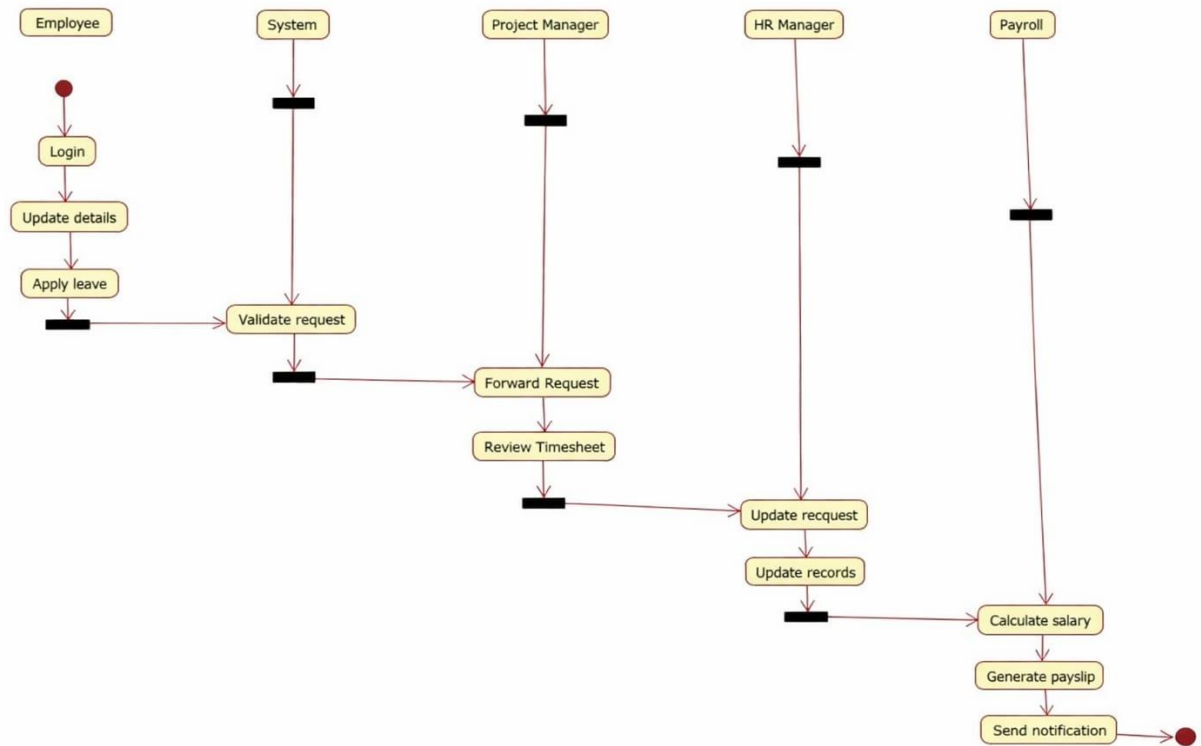 Employee
System
Project Manager
HR Manager
Payroll
Login
Update details
Apply leave
Validate request
Forward Request
Review Timesheet
Update recquest
Update records
Calculate salary
Generate payslip
Send notification